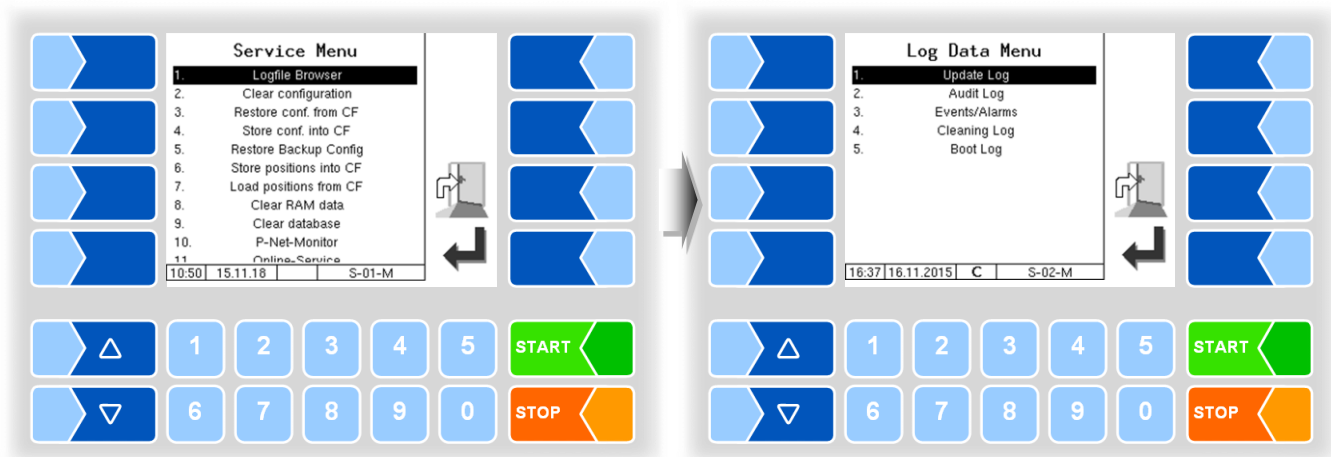 Service Menu
1. Logfile Browser
2. Clear configuration
3. Restore conf. from CF
4. Store conf. into CF
5. Restore Backup Config
6. Store positions into CF
7. Load positions from CF
8. Clear RAM data
9. Clear database
10. P-Net-Monitor
11. Online-Service
10:50 15.11.18 S-01-M
1 2 3 4 5 START
6 7 8 9 0 STOP
Log Data Menu
1. Update Log
2. Audit Log
3. Events/Alarms
4. Cleaning Log
5. Boot Log
16:37 16.11.2015 C S-02-M
1 2 3 4 5 START
6 7 8 9 0 STOP